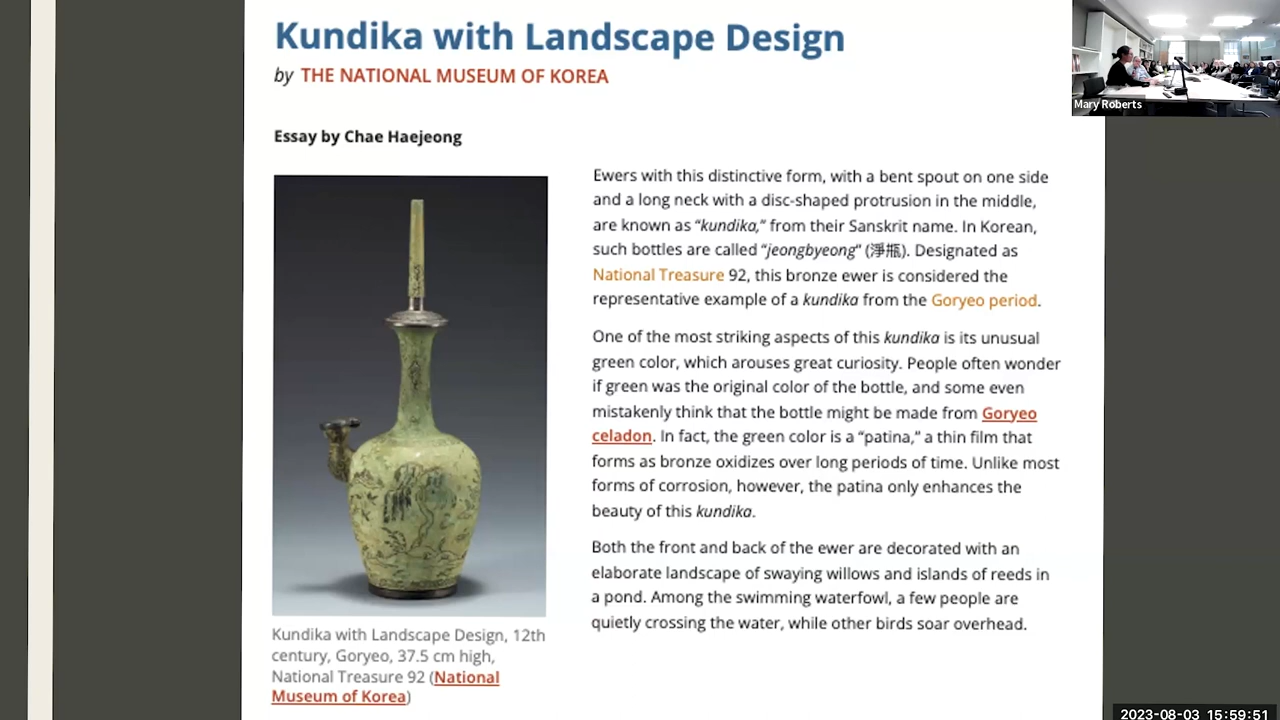 Kundika with Landscape Design
by THE NATIONAL MUSEUM OF KOREA
Essay by Chae Haejeong
Ewers with this distinctive form, with a bent spout on one side
and a long neck with a disc-shaped protrusion in the middle,
are known as “kundika,” from their Sanskrit name. In Korean,
such bottles are called “jeongbyeong” (淨甁). Designated as
National Treasure 92, this bronze ewer is considered the
representative example of a kundika from the Goryeo period.
One of the most striking aspects of this kundika is its unusual
green color, which arouses great curiosity. People often wonder
if green was the original color of the bottle, and some even
mistakenly think that the bottle might be made from Goryeo
celadon. In fact, the green color is a “patina,” a thin film that
forms as bronze oxidizes over long periods of time. Unlike most
forms of corrosion, however, the patina only enhances the
beauty of this kundika.
Both the front and back of the ewer are decorated with an
elaborate landscape of swaying willows and islands of reeds in
a pond. Among the swimming waterfowl, a few people are
quietly crossing the water, while other birds soar overhead.
Kundika with Landscape Design, 12th
century, Goryeo, 37.5 cm high,
National Treasure 92 (National
Museum of Korea)
Mary Roberts
2023-08-03 15:59:51